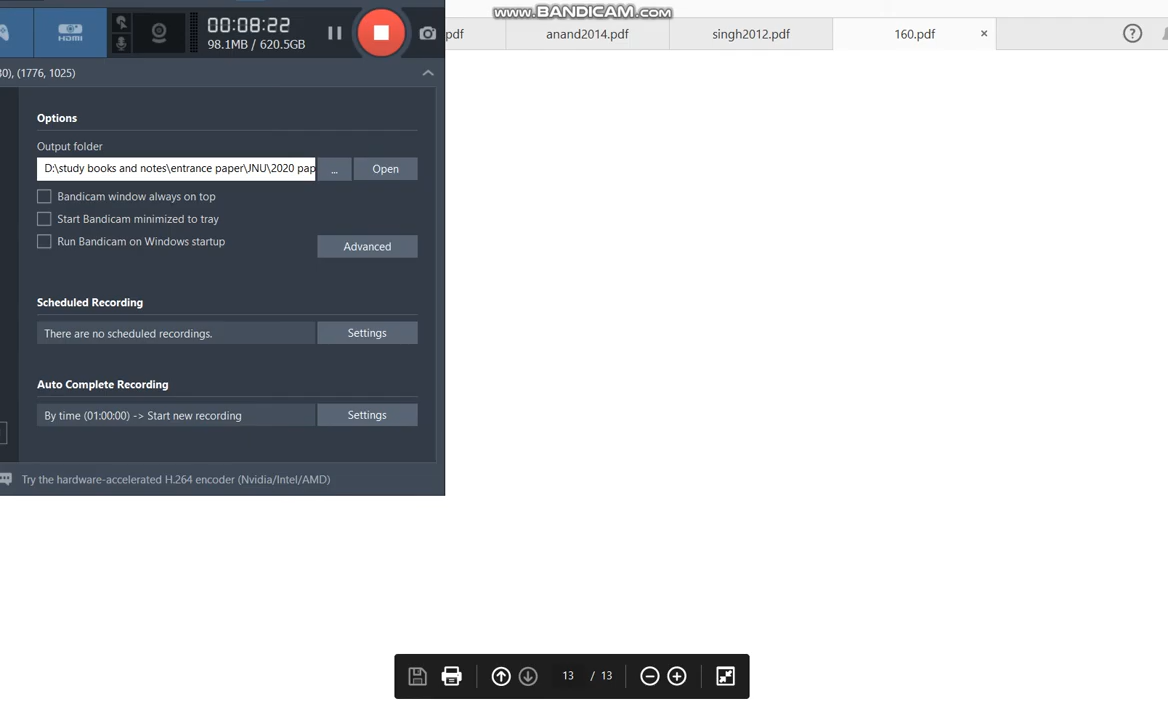 www.BANDICAM.com
HDMI
00:08:22
98.1MB / 620.5GB
pdf
anand2014.pdf
singh2012.pdf
160.pdf
×
?
30), (1776, 1025)
Options
Output folder
D:\study books and notes\entrance paper\JNU\2020 pap
...
Open
Bandicam window always on top
Start Bandicam minimized to tray
Run Bandicam on Windows startup
Advanced
Scheduled Recording
There are no scheduled recordings.
Settings
Auto Complete Recording
By time (01:00:00) -> Start new recording
Settings
Try the hardware-accelerated H.264 encoder (Nvidia/Intel/AMD)
13 / 13